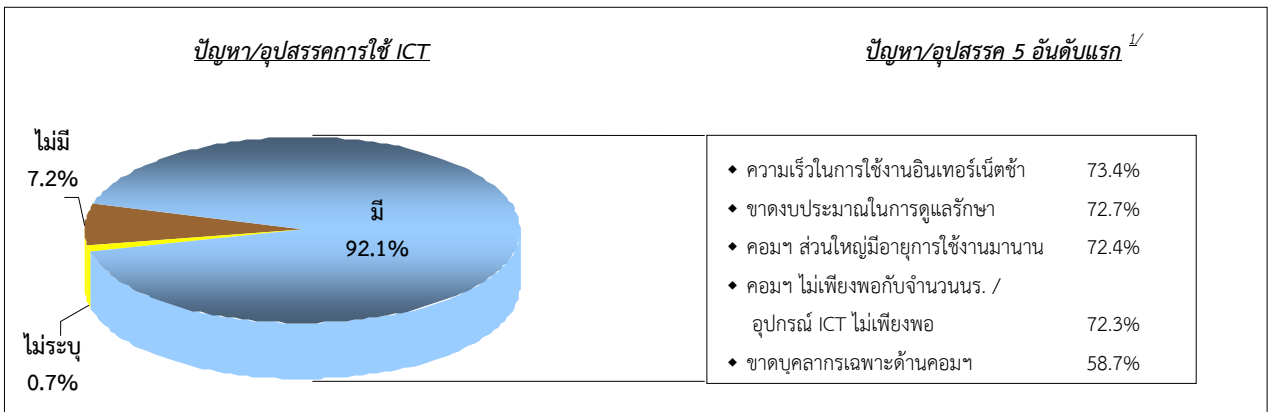 ปัญหา/อุปสรรคการใช้ ICT
ปัญหา/อุปสรรค 5 อันดับแรก 1/
ไม่มี
7.2%
มี
92.1%
ไม่ระบุ
0.7%
◆ ความเร็วในการใช้งานอินเทอร์เน็ตช้า 73.4%
◆ ขาดงบประมาณในการดูแลรักษา 72.7%
◆ คอมฯ ส่วนใหญ่มีอายุการใช้งานมานาน 72.4%
◆ คอมฯ ไม่เพียงพอกับจำนวนนร. /
อุปกรณ์ ICT ไม่เพียงพอ 72.3%
◆ ขาดบุคลากรเฉพาะด้านคอมฯ 58.7%